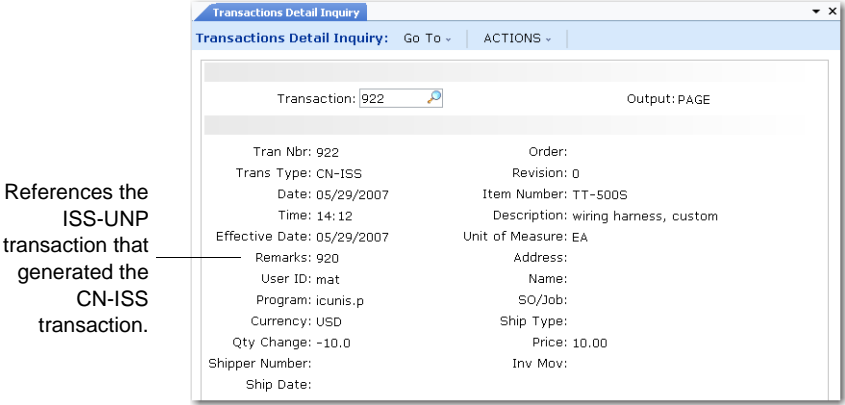 Transactions Detail Inquiry
Transactions Detail Inquiry: Go To ACTIONS
Transaction: 922 Output: PAGE
Tran Nbr: 922 Order:
Trans Type: CN-ISS Revision: 0
Date: 05/29/2007 Item Number: TT-500S
Time: 14:12 Description: wiring harness, custom
Effective Date: 05/29/2007 Unit of Measure: EA
Remarks: 920 Address:
User ID: mat Name:
Program: icunis.p SO/Job:
Currency: USD Ship Type:
Qty Change: -10.0 Price: 10.00
Shipper Number: Inv Mov:
Ship Date:
References the
ISS-UNP
transaction that
generated the
CN-ISS
transaction.